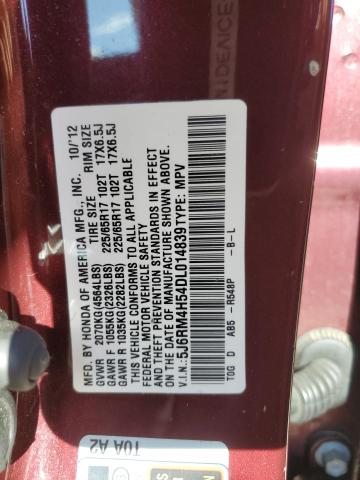 MFD. BY HONDA OF AMERICA MFG., INC. 10/12
TIRE SIZE RIM SIZE
GVWR 2070KG(4564LBS)
GAWR F 1055KG(2326LBS) 225/65R17 102T 17X6.5J
GAWR R 1035KG(2282LBS) 225/65R17 102T 17X6.5J
THIS VEHICLE CONFORMS TO ALL APPLICABLE
FEDERAL MOTOR VEHICLE SAFETY
AND THEFT PREVENTION STANDARDS IN EFFECT
ON THE DATE OF MANUFACTURE SHOWN ABOVE.
V.I.N.:5J6RM4H54DL014839 TYPE: MPV
TOG D AB5 - R548P - B - L
T0A A2